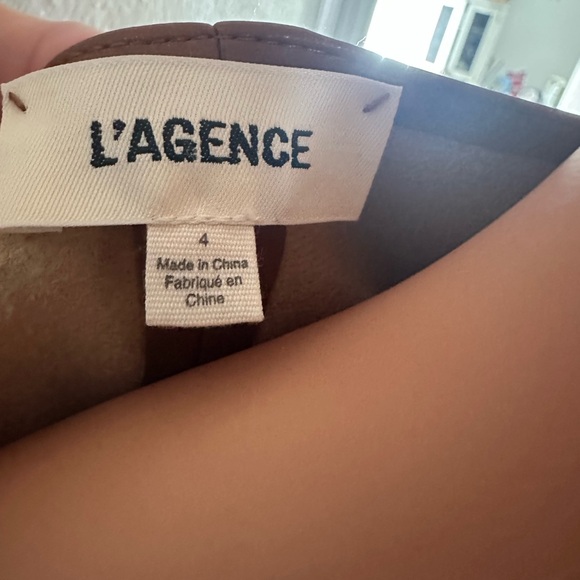 L'AGENCE
4
Made in China
Fabriqué en
Chine